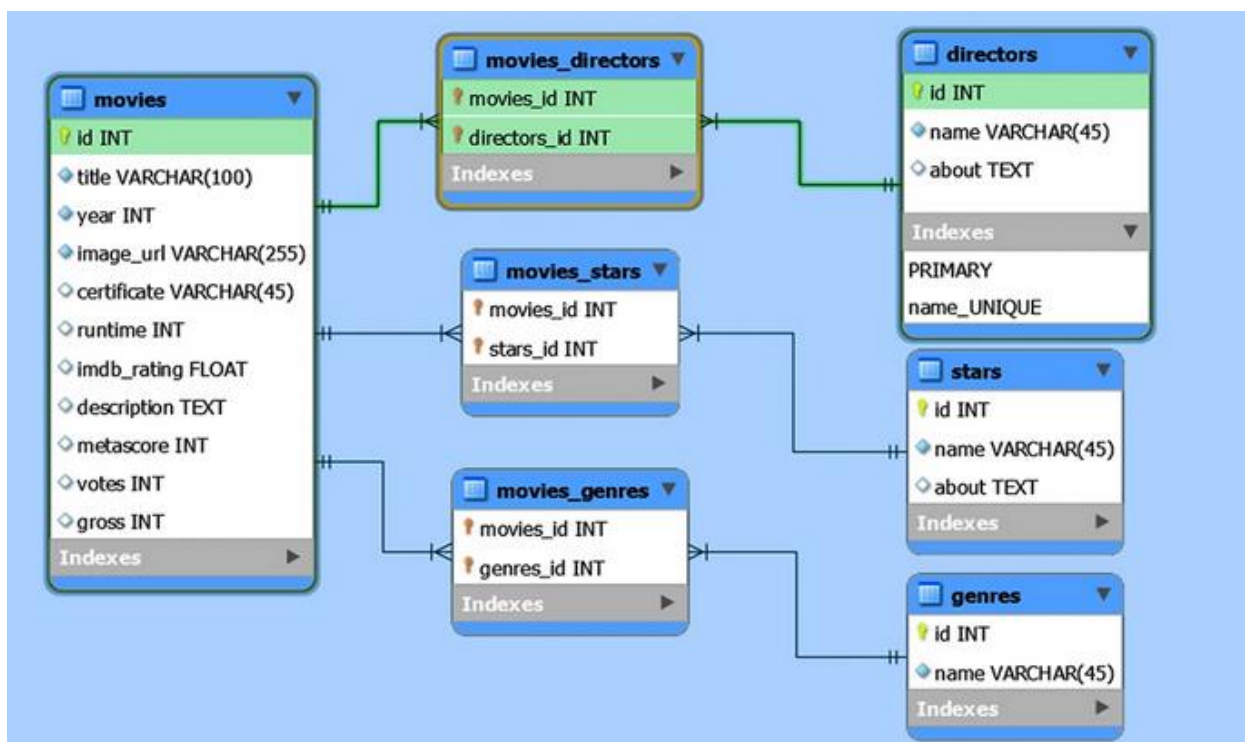 movies
id INT
title VARCHAR(100)
year INT
image_url VARCHAR(255)
certificate VARCHAR(45)
runtime INT
imdb_rating FLOAT
description TEXT
metascore INT
votes INT
gross INT
Indexes
movies_directors
movies_id INT
directors_id INT
Indexes
movies_stars
movies_id INT
stars_id INT
Indexes
movies_genres
movies_id INT
genres_id INT
Indexes
directors
id INT
name VARCHAR(45)
about TEXT
Indexes
PRIMARY
name_UNIQUE
stars
id INT
name VARCHAR(45)
about TEXT
Indexes
genres
id INT
name VARCHAR(45)
Indexes